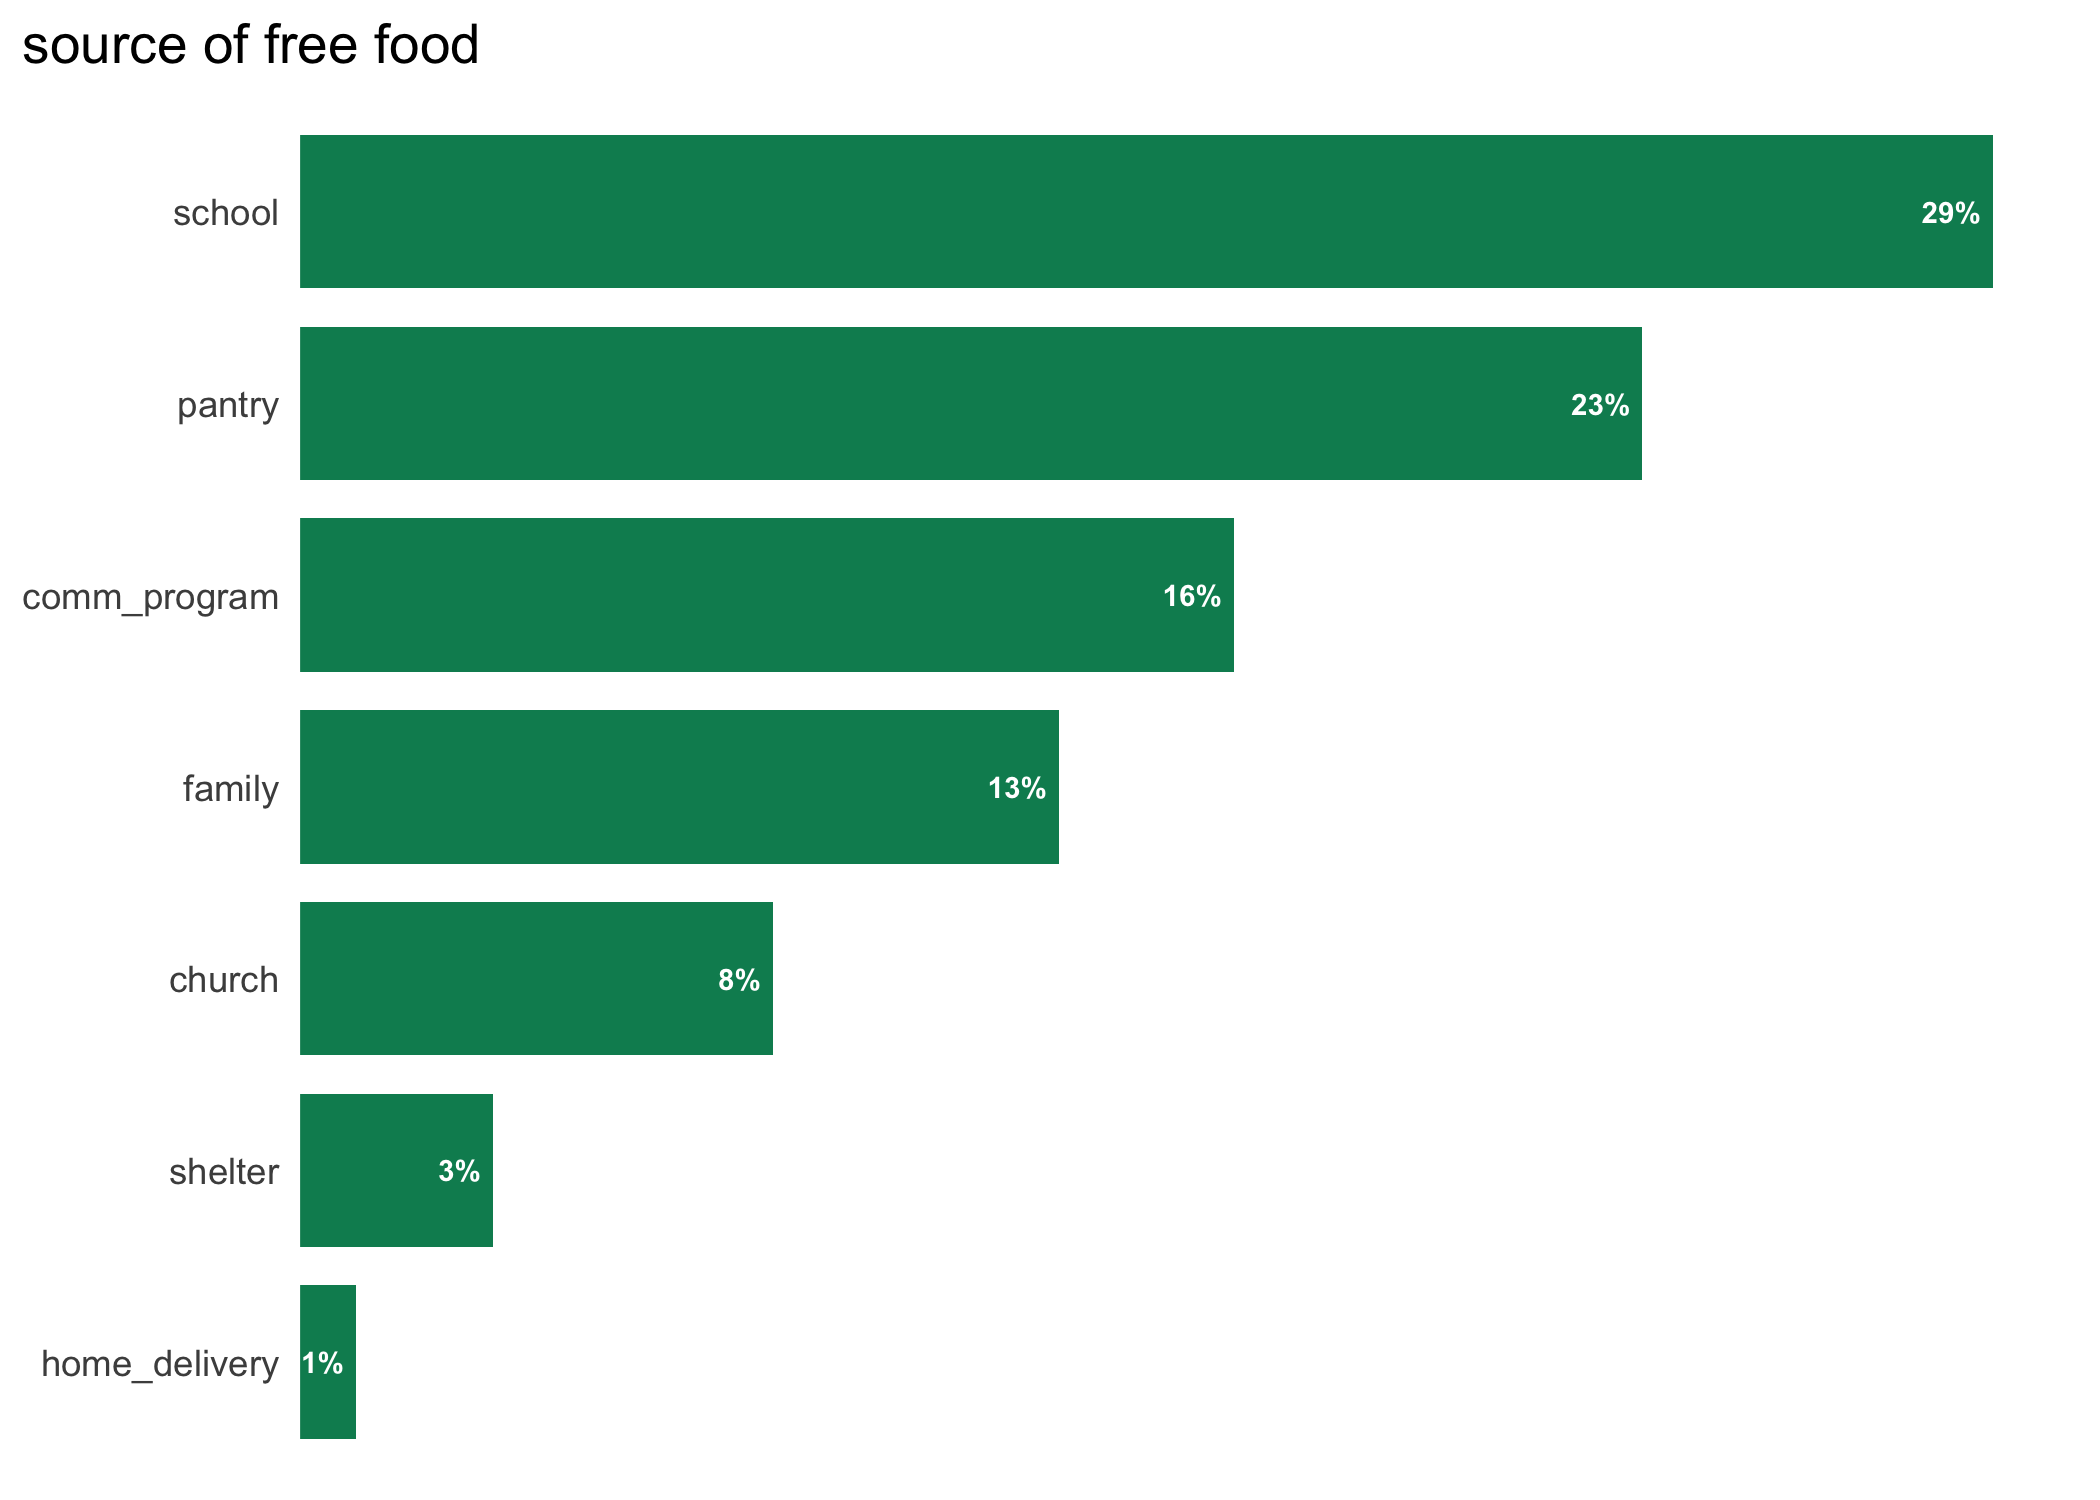 source of free food
school 29%
pantry 23%
comm_program 16%
family 13%
church 8%
shelter 3%
home_delivery 1%